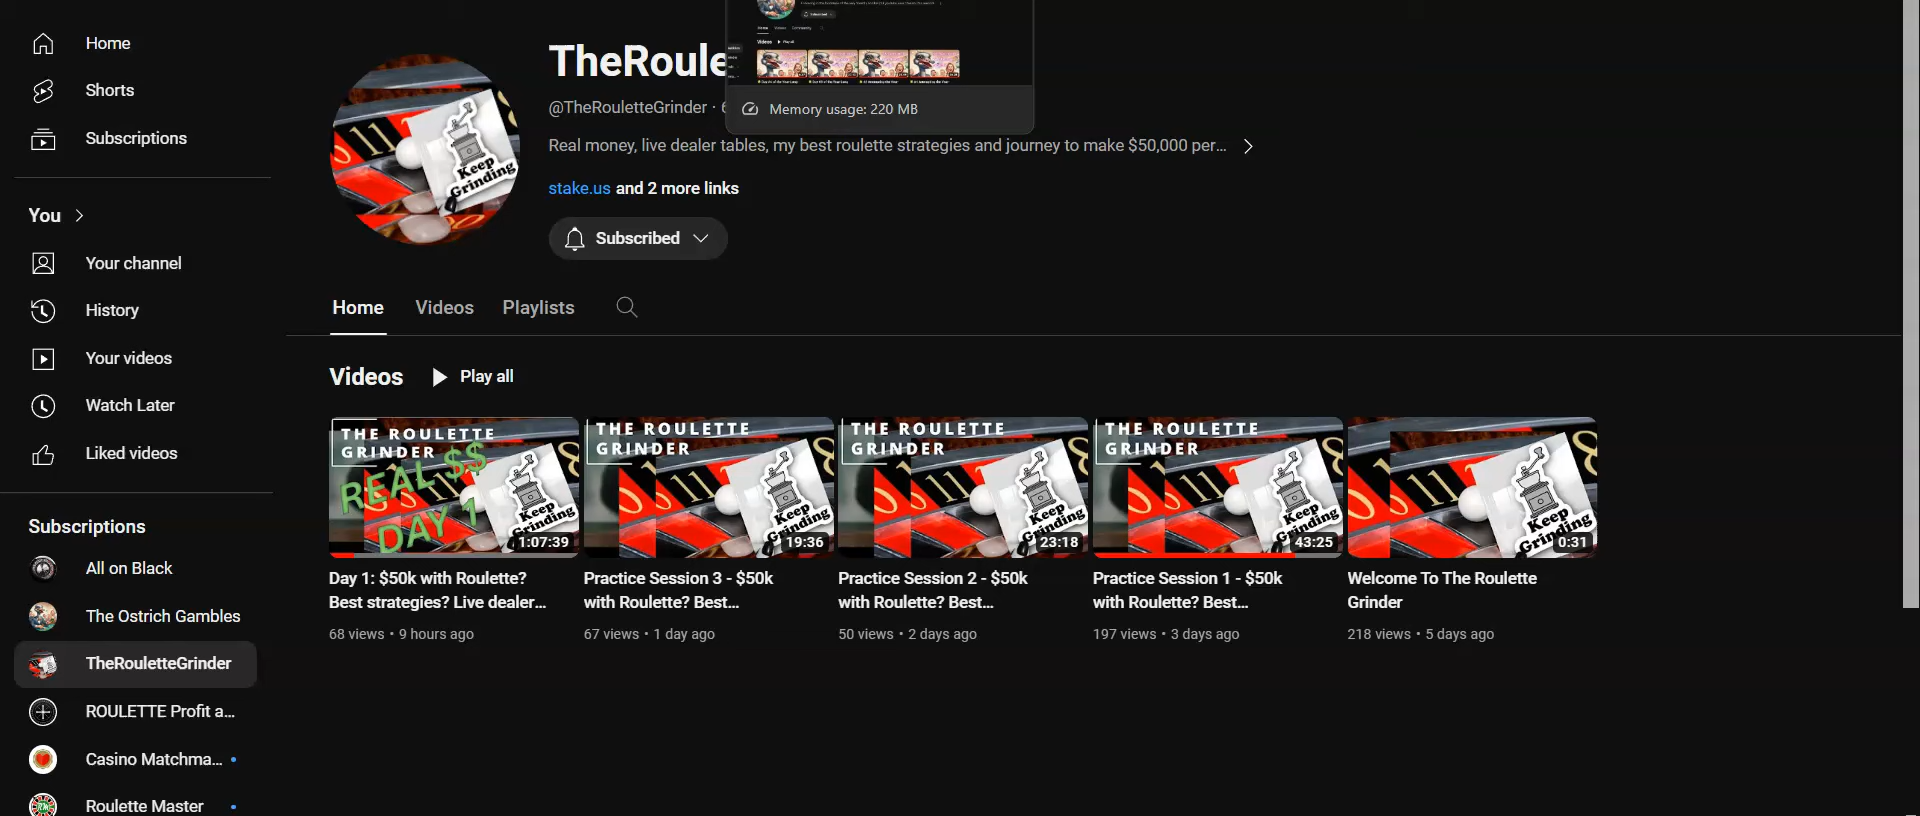 Home
Shorts
Subscriptions
You
Your channel
History
Your videos
Watch Later
Liked videos
Subscriptions
All on Black
The Ostrich Gambles
TheRouletteGrinder
ROULETTE Profit a...
Casino Matchma...
Roulette Master
TheRoule
@TheRouletteGrinder ·
Memory usage: 220 MB
Real money, live dealer tables, my best roulette strategies and journey to make $50,000 per...
stake.us and 2 more links
Subscribed
Home Videos Playlists
Videos Play all
THE ROULETTE
GRINDER
REAL $$
DAY 1
Keep
Grinding
1:07:39
Day 1: $50k with Roulette?
Best strategies? Live dealer...
68 views • 9 hours ago
THE ROULETTE
GRINDER
Keep
Grinding
19:36
Practice Session 3 - $50k
with Roulette? Best...
67 views • 1 day ago
THE ROULETTE
GRINDER
Keep
Grinding
23:18
Practice Session 2 - $50k
with Roulette? Best...
50 views • 2 days ago
THE ROULETTE
GRINDER
Keep
Grinding
43:25
Practice Session 1 - $50k
with Roulette? Best...
197 views • 3 days ago
Keep
Grinding
0:31
Welcome To The Roulette
Grinder
218 views • 5 days ago